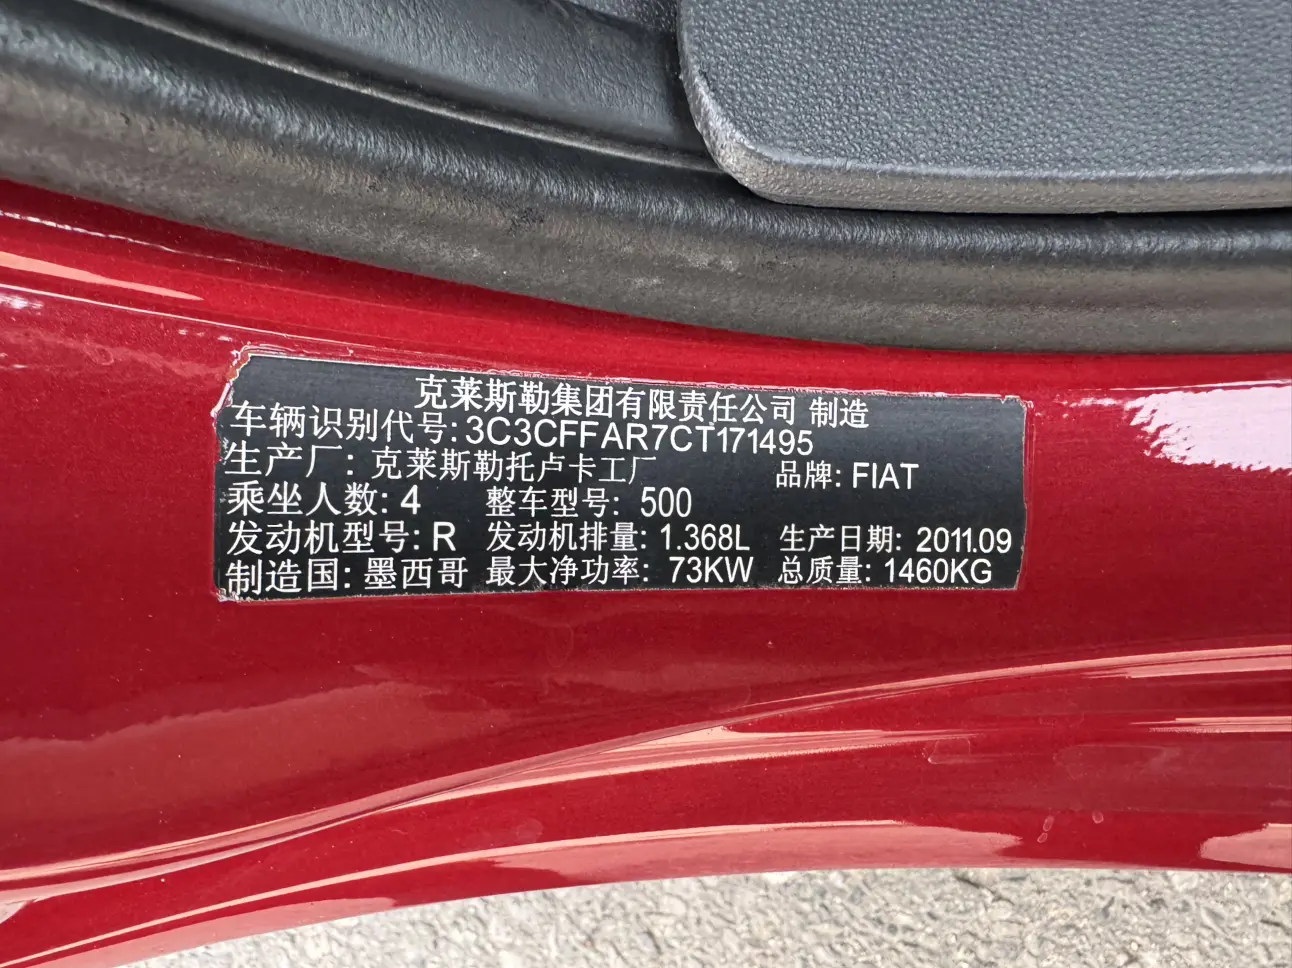 克莱斯勒集团有限责任公司 制造
车辆识别代号: 3C3CFFAR7CT171495
生产厂: 克莱斯勒托卢卡工厂 品牌: FIAT
乘坐人数: 4 整车型号: 500
发动机型号: R 发动机排量: 1.368L 生产日期: 2011.09
制造国: 墨西哥 最大净功率: 73KW 总质量: 1460KG